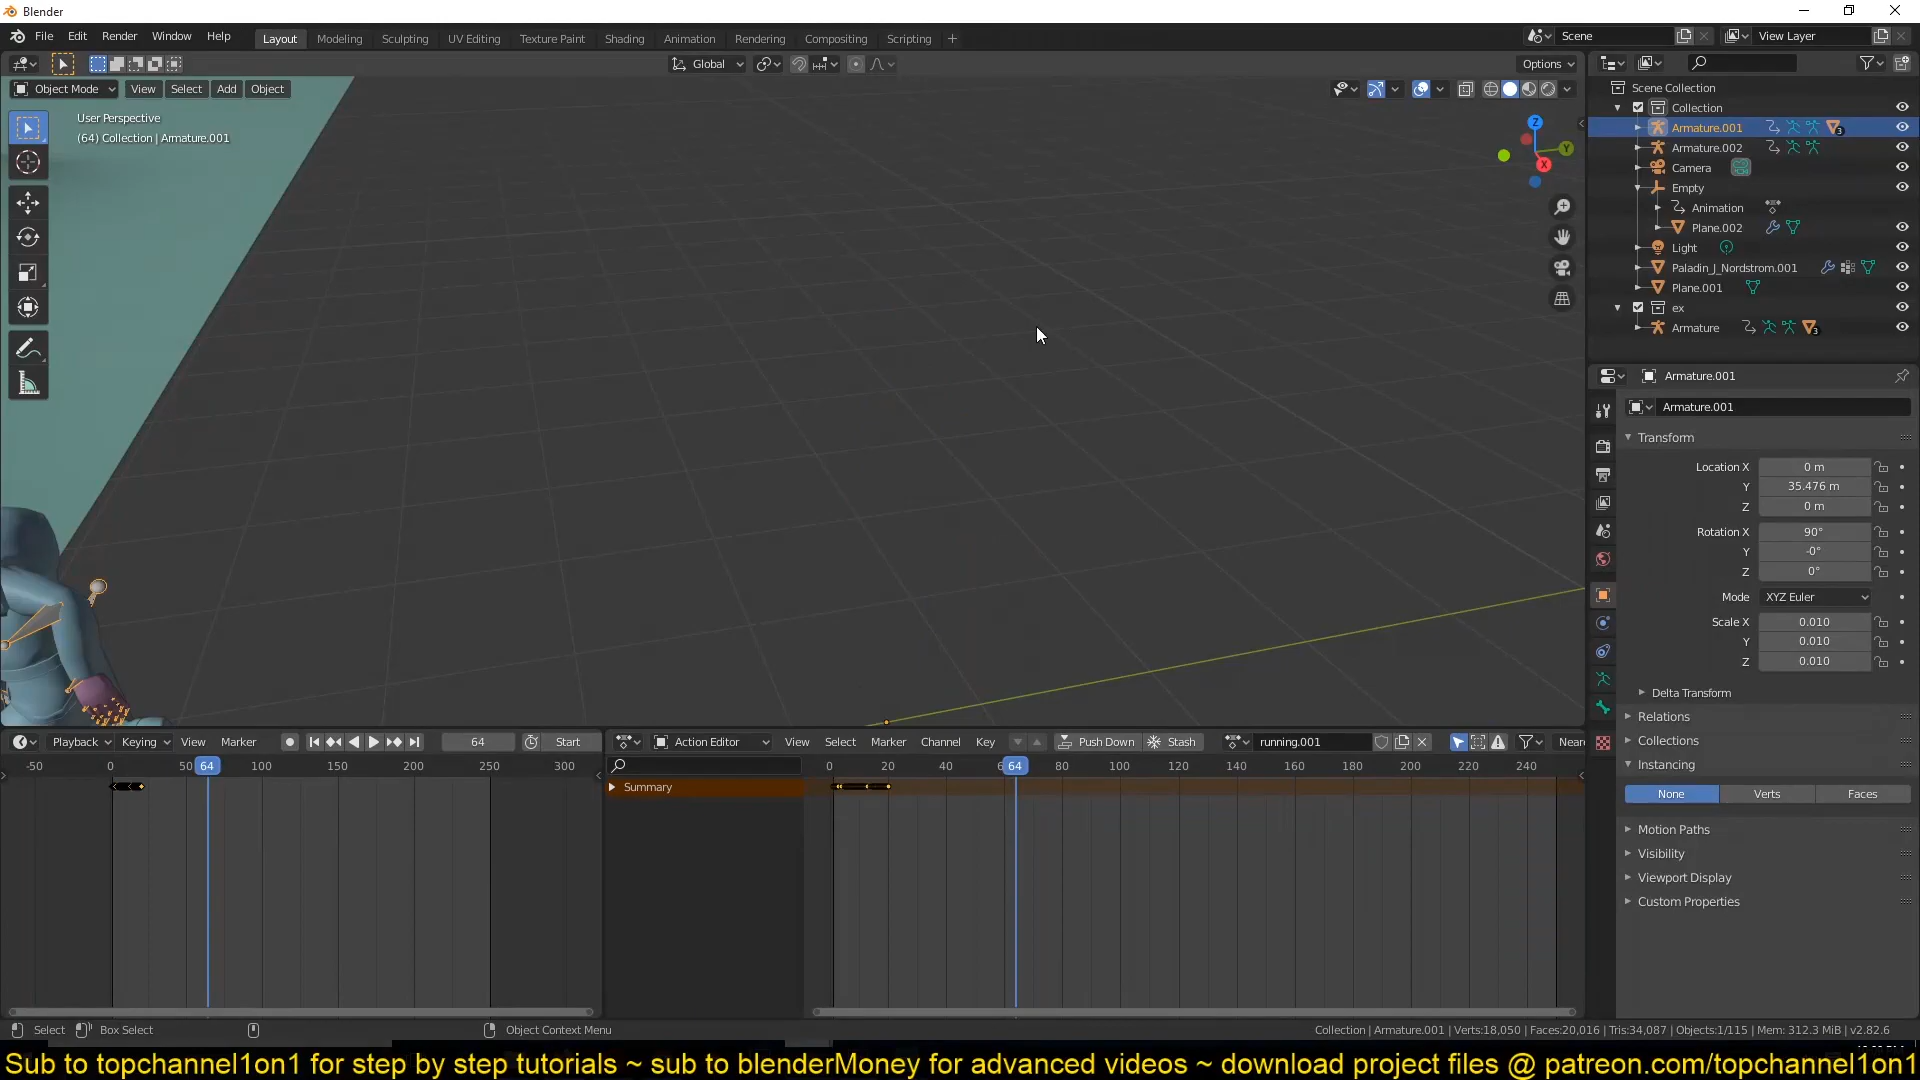 Blender
File Edit Render Window Help
Layout Modeling Sculpting UV Editing Texture Paint Shading Animation Rendering Compositing Scripting +
Scene
View Layer
Global
Options
Object Mode View Select Add Object
User Perspective
(64) Collection | Armature.001
Z
Y
X
Scene Collection
Collection
Armature.001 3
Armature.002
Camera
Empty
Animation
Plane.002
Light
Paladin_J_Nordstrom.001
Plane.001
ex
Armature 3
Armature.001
Armature.001
Transform
Location X 0 m
Y 35.476 m
Z 0 m
Rotation X 90°
Y -0°
Z 0°
Mode XYZ Euler
Scale X 0.010
Y 0.010
Z 0.010
Delta Transform
Relations
Collections
Instancing
None Verts Faces
Motion Paths
Visibility
Viewport Display
Custom Properties
Playback Keying View Marker 64 Start
-50 0 50 64 100 150 200 250 300
Action Editor View Select Marker Channel Key Push Down Stash running.001 Near
0 20 40 6 64 80 100 120 140 160 180 200 220 240
Summary
Select Box Select Object Context Menu
Collection | Armature.001 | Verts:18,050 | Faces:20,016 | Tris:34,087 | Objects:1/115 | Mem: 312.3 MiB | v2.82.6
Sub to topchannel1on1 for step by step tutorials ~ sub to blenderMoney for advanced videos ~ download project files @ patreon.com/topchannel1on1